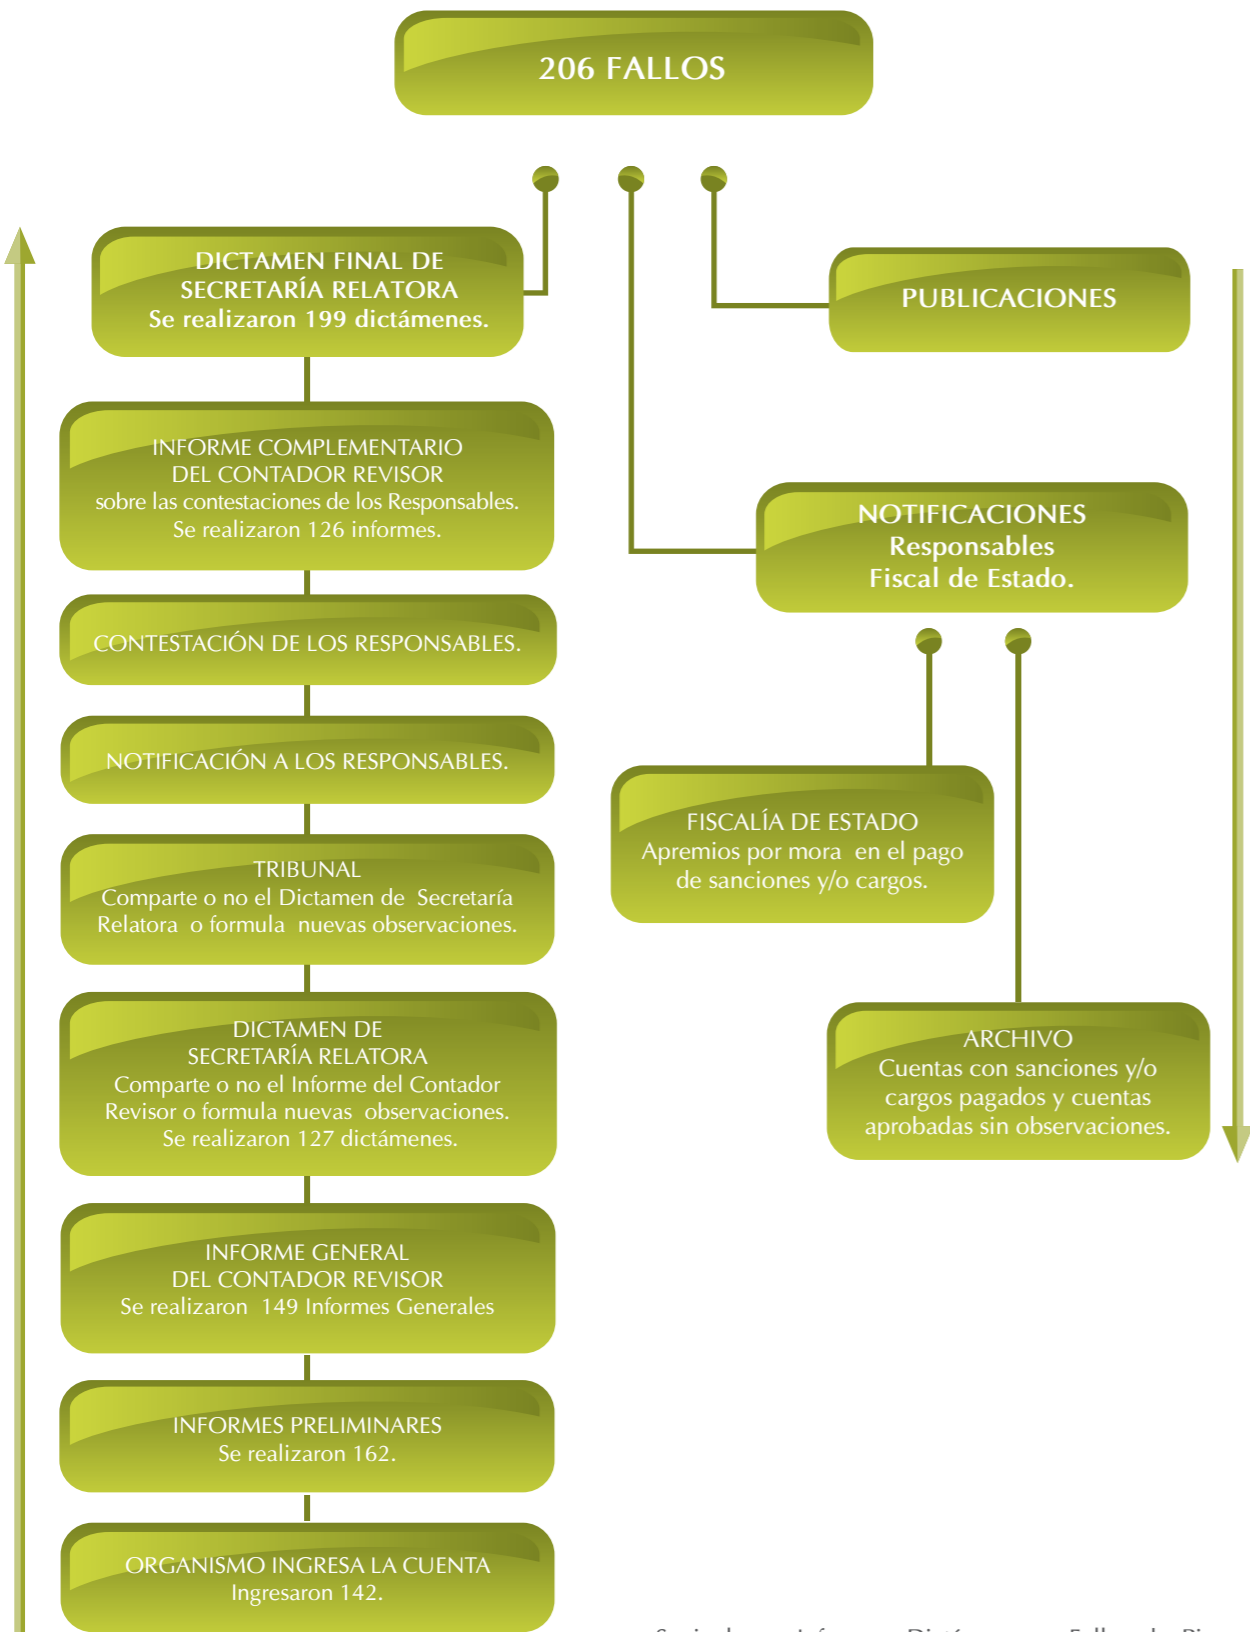 206 FALLOS
DICTAMEN FINAL DE
SECRETARÍA RELATORA
Se realizaron 199 dictámenes.
INFORME COMPLEMENTARIO
DEL CONTADOR REVISOR
sobre las contestaciones de los Responsables.
Se realizaron 126 informes.
CONTESTACIÓN DE LOS RESPONSABLES.
NOTIFICACIÓN A LOS RESPONSABLES.
TRIBUNAL
Comparte o no el Dictamen de Secretaría
Relatora o formula nuevas observaciones.
DICTAMEN DE
SECRETARÍA RELATORA
Comparte o no el Informe del Contador
Revisor o formula nuevas observaciones.
Se realizaron 127 dictámenes.
INFORME GENERAL
DEL CONTADOR REVISOR
Se realizaron 149 Informes Generales
INFORMES PRELIMINARES
Se realizaron 162.
ORGANISMO INGRESA LA CUENTA
Ingresaron 142.
PUBLICACIONES
NOTIFICACIONES
Responsables
Fiscal de Estado.
FISCALÍA DE ESTADO
Apremios por mora en el pago
de sanciones y/o cargos.
ARCHIVO
Cuentas con sanciones y/o
cargos pagados y cuentas
aprobadas sin observaciones.